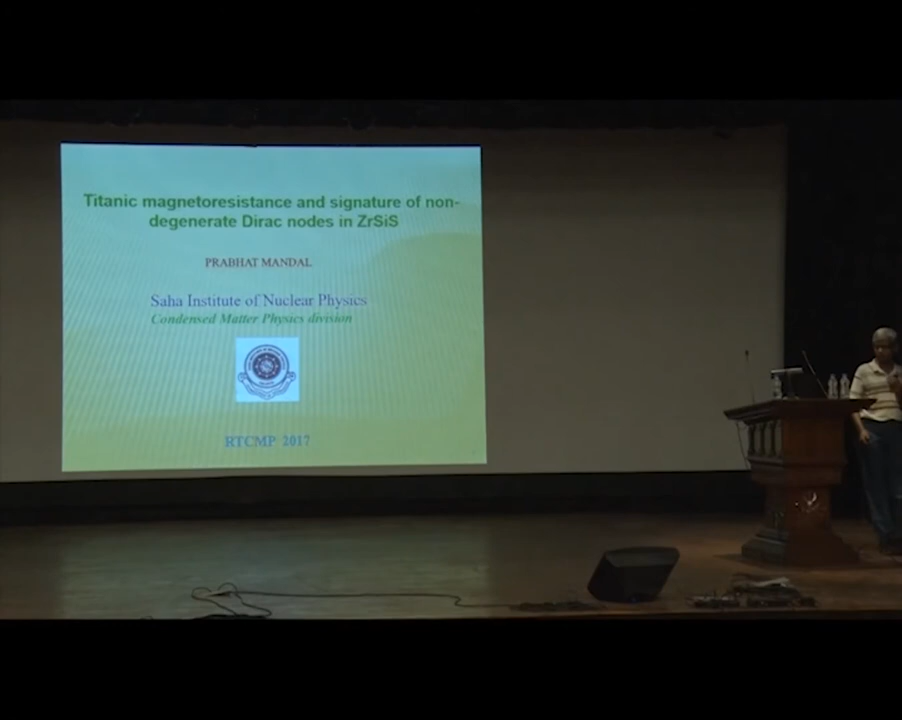 Titanic magnetoresistance and signature of non-
degenerate Dirac nodes in ZrSiS
PRABHAT MANDAL
Saha Institute of Nuclear Physics
Condensed Matter Physics division
RTCMP 2017